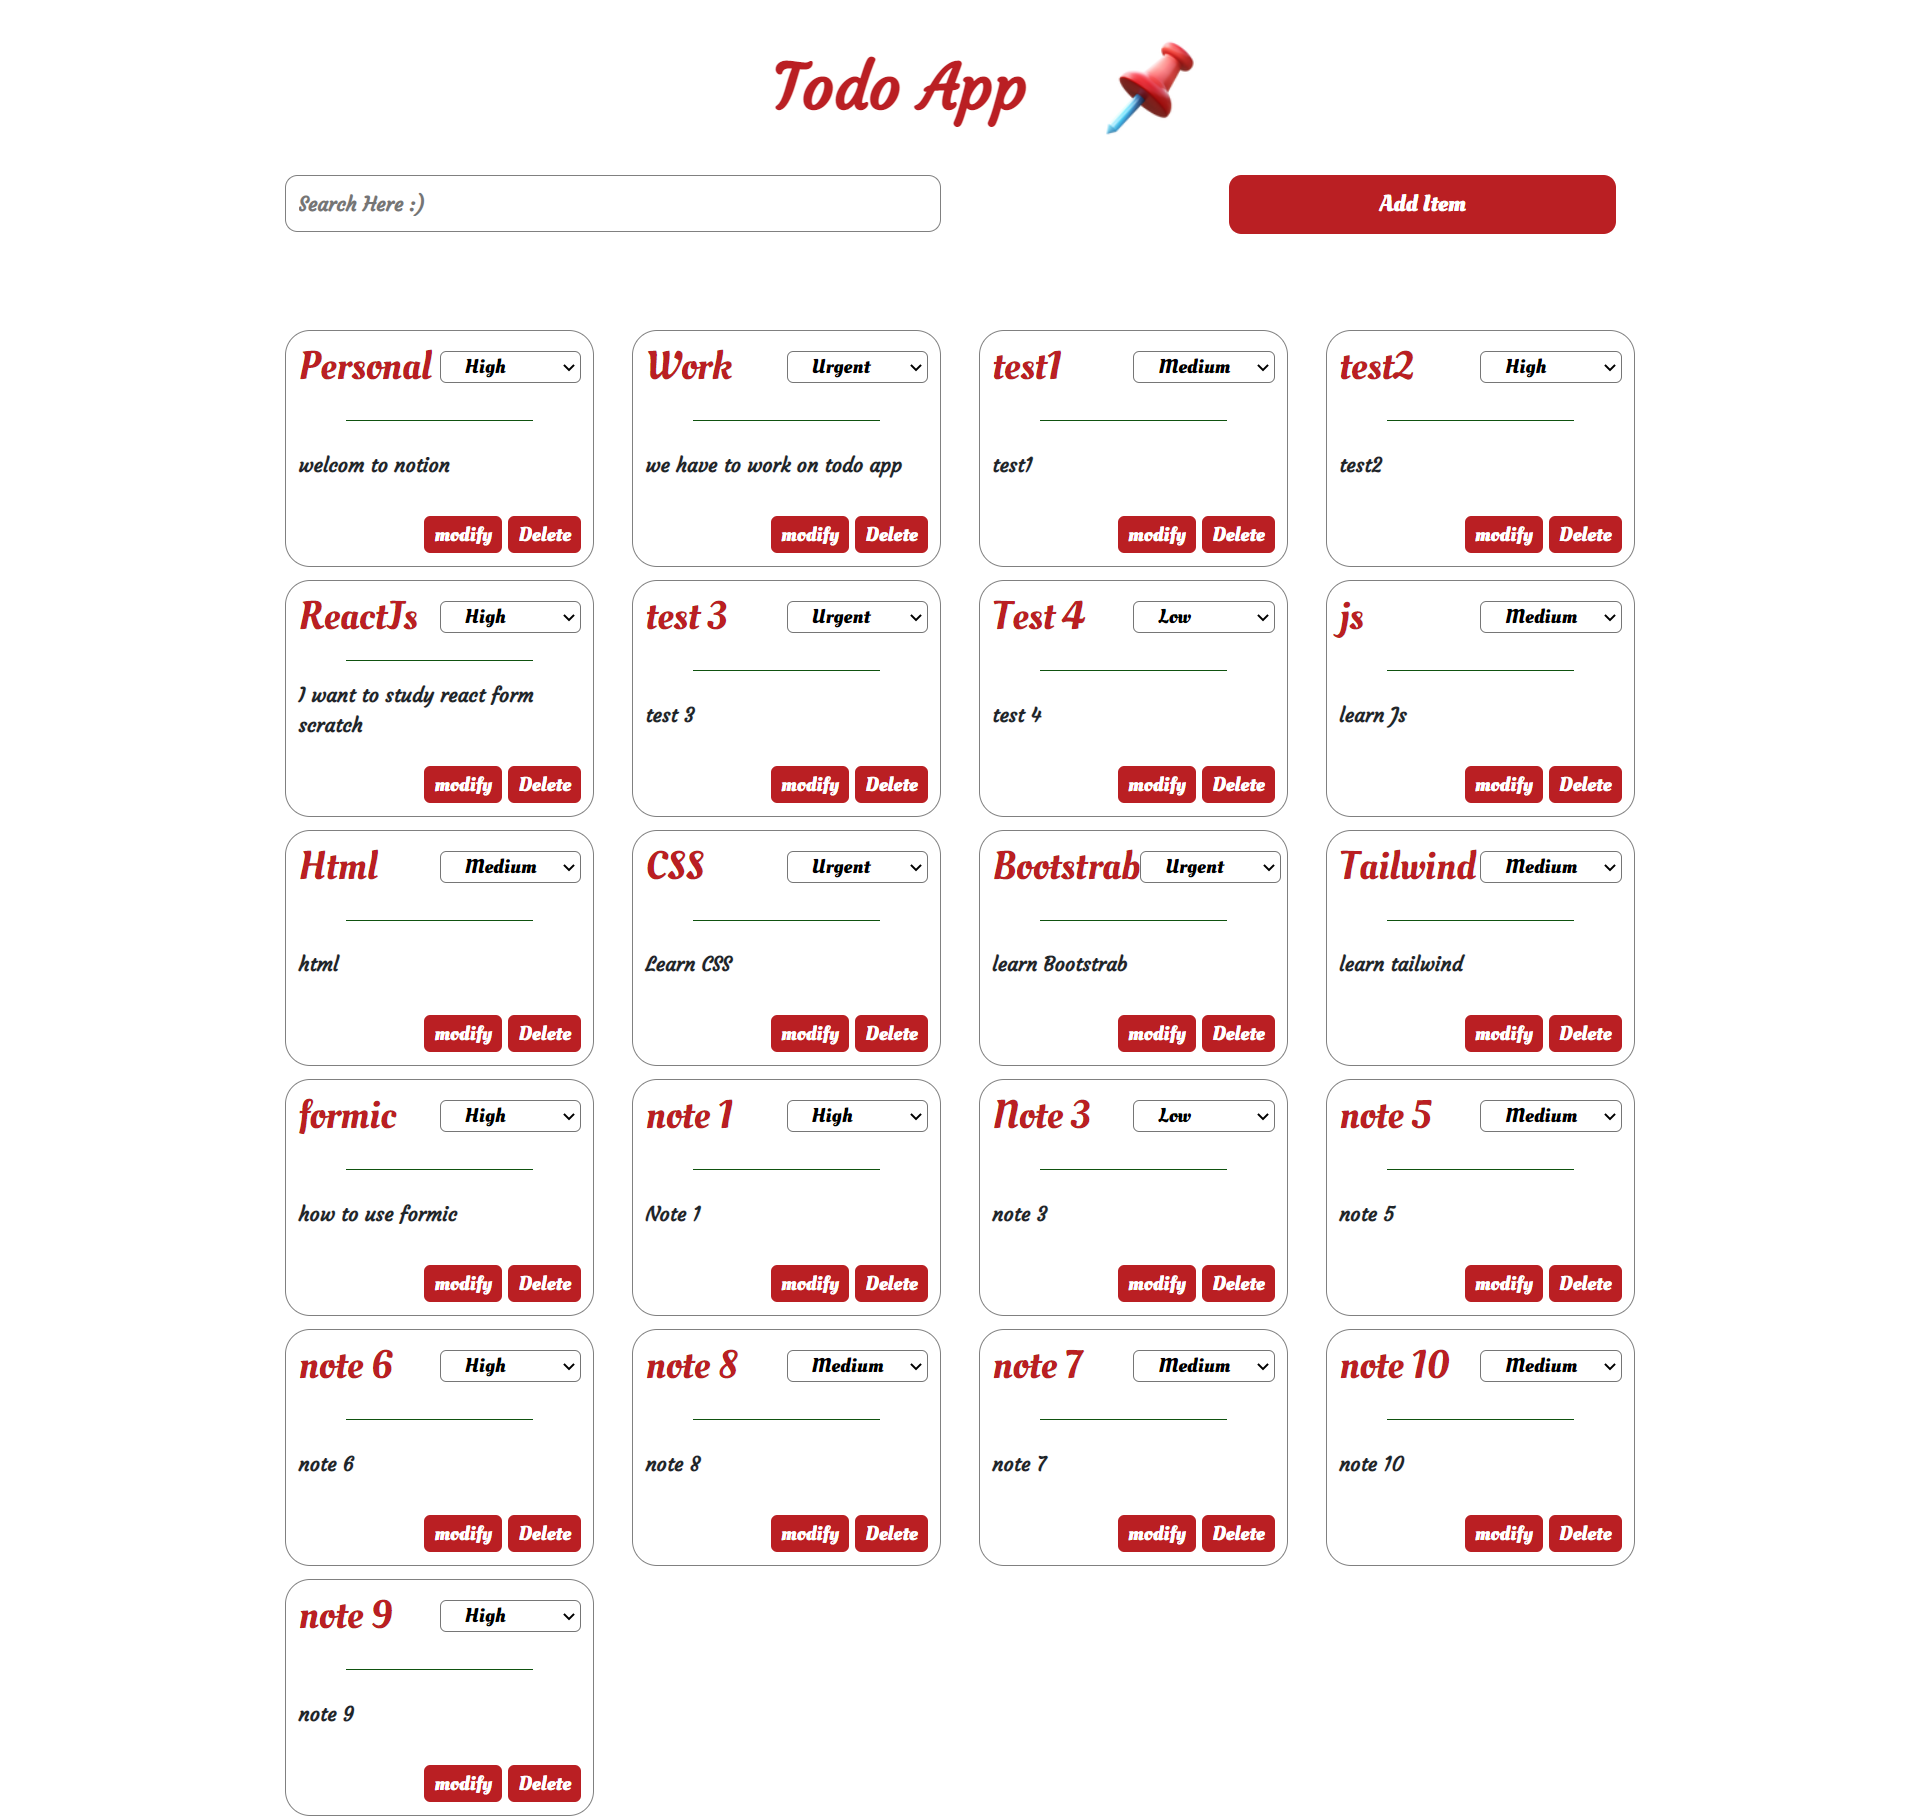 Todo App
Search Here :)
Add Item
Personal High
welcom to notion
modify Delete
Work Urgent
we have to work on todo app
modify Delete
test1 Medium
test1
modify Delete
test2 High
test2
modify Delete
ReactJs High
I want to study react form
scratch
modify Delete
test 3 Urgent
test 3
modify Delete
Test 4 Low
test 4
modify Delete
js Medium
learn Js
modify Delete
Html Medium
html
modify Delete
CSS Urgent
Learn CSS
modify Delete
Bootstrab Urgent
learn Bootstrab
modify Delete
Tailwind Medium
learn tailwind
modify Delete
formic High
how to use formic
modify Delete
note 1 High
Note 1
modify Delete
Note 3 Low
note 3
modify Delete
note 5 Medium
note 5
modify Delete
note 6 High
note 6
modify Delete
note 8 Medium
note 8
modify Delete
note 7 Medium
note 7
modify Delete
note 10 Medium
note 10
modify Delete
note 9 High
note 9
modify Delete